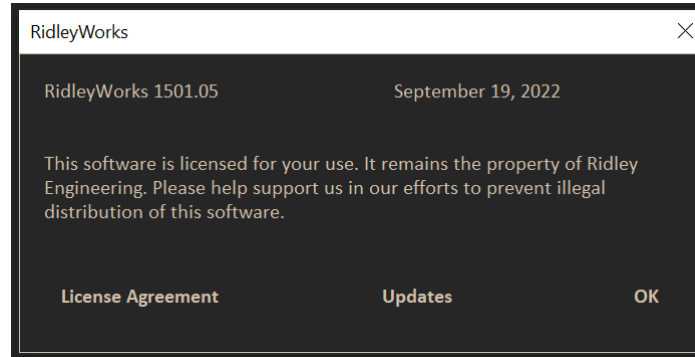 RidleyWorks
RidleyWorks 1501.05 September 19, 2022
This software is licensed for your use. It remains the property of Ridley
Engineering. Please help support us in our efforts to prevent illegal
distribution of this software.
License Agreement Updates OK